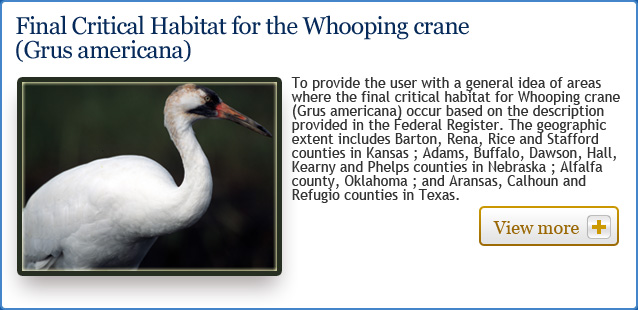 Final Critical Habitat for the Whooping crane
(Grus americana)
To provide the user with a general idea of areas
where the final critical habitat for Whooping crane
(Grus americana) occur based on the description
provided in the Federal Register. The geographic
extent includes Barton, Rena, Rice and Stafford
counties in Kansas ; Adams, Buffalo, Dawson, Hall,
Kearny and Phelps counties in Nebraska ; Alfalfa
county, Oklahoma ; and Aransas, Calhoun and
Refugio counties in Texas.
View more